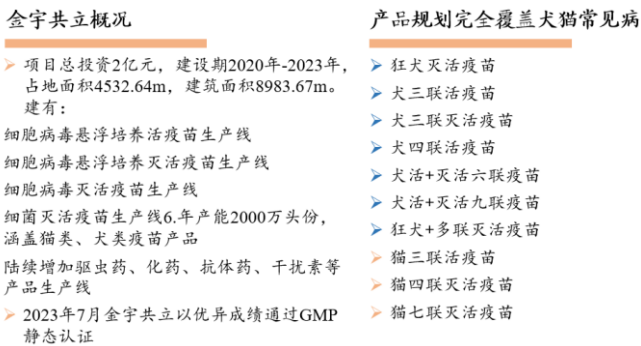 金宇共立概况
项目总投资2亿元，建设期2020年-2023年，
占地面积4532.64m，建筑面积8983.67m。
建有：
细胞病毒悬浮培养活疫苗生产线
细胞病毒悬浮培养灭活疫苗生产线
细胞病毒灭活疫苗生产线
细菌灭活疫苗生产线6.年产能2000万头份，
涵盖猫类、犬类疫苗产品
陆续增加驱虫药、化药、抗体药、干扰素等
产品生产线
2023年7月金宇共立以优异成绩通过GMP
静态认证
产品规划完全覆盖犬猫常见病
狂犬灭活疫苗
犬三联活疫苗
犬三联灭活疫苗
犬四联活疫苗
犬活+灭活六联疫苗
犬活+灭活九联疫苗
狂犬+多联灭活疫苗
猫三联活疫苗
猫四联灭活疫苗
猫七联灭活疫苗